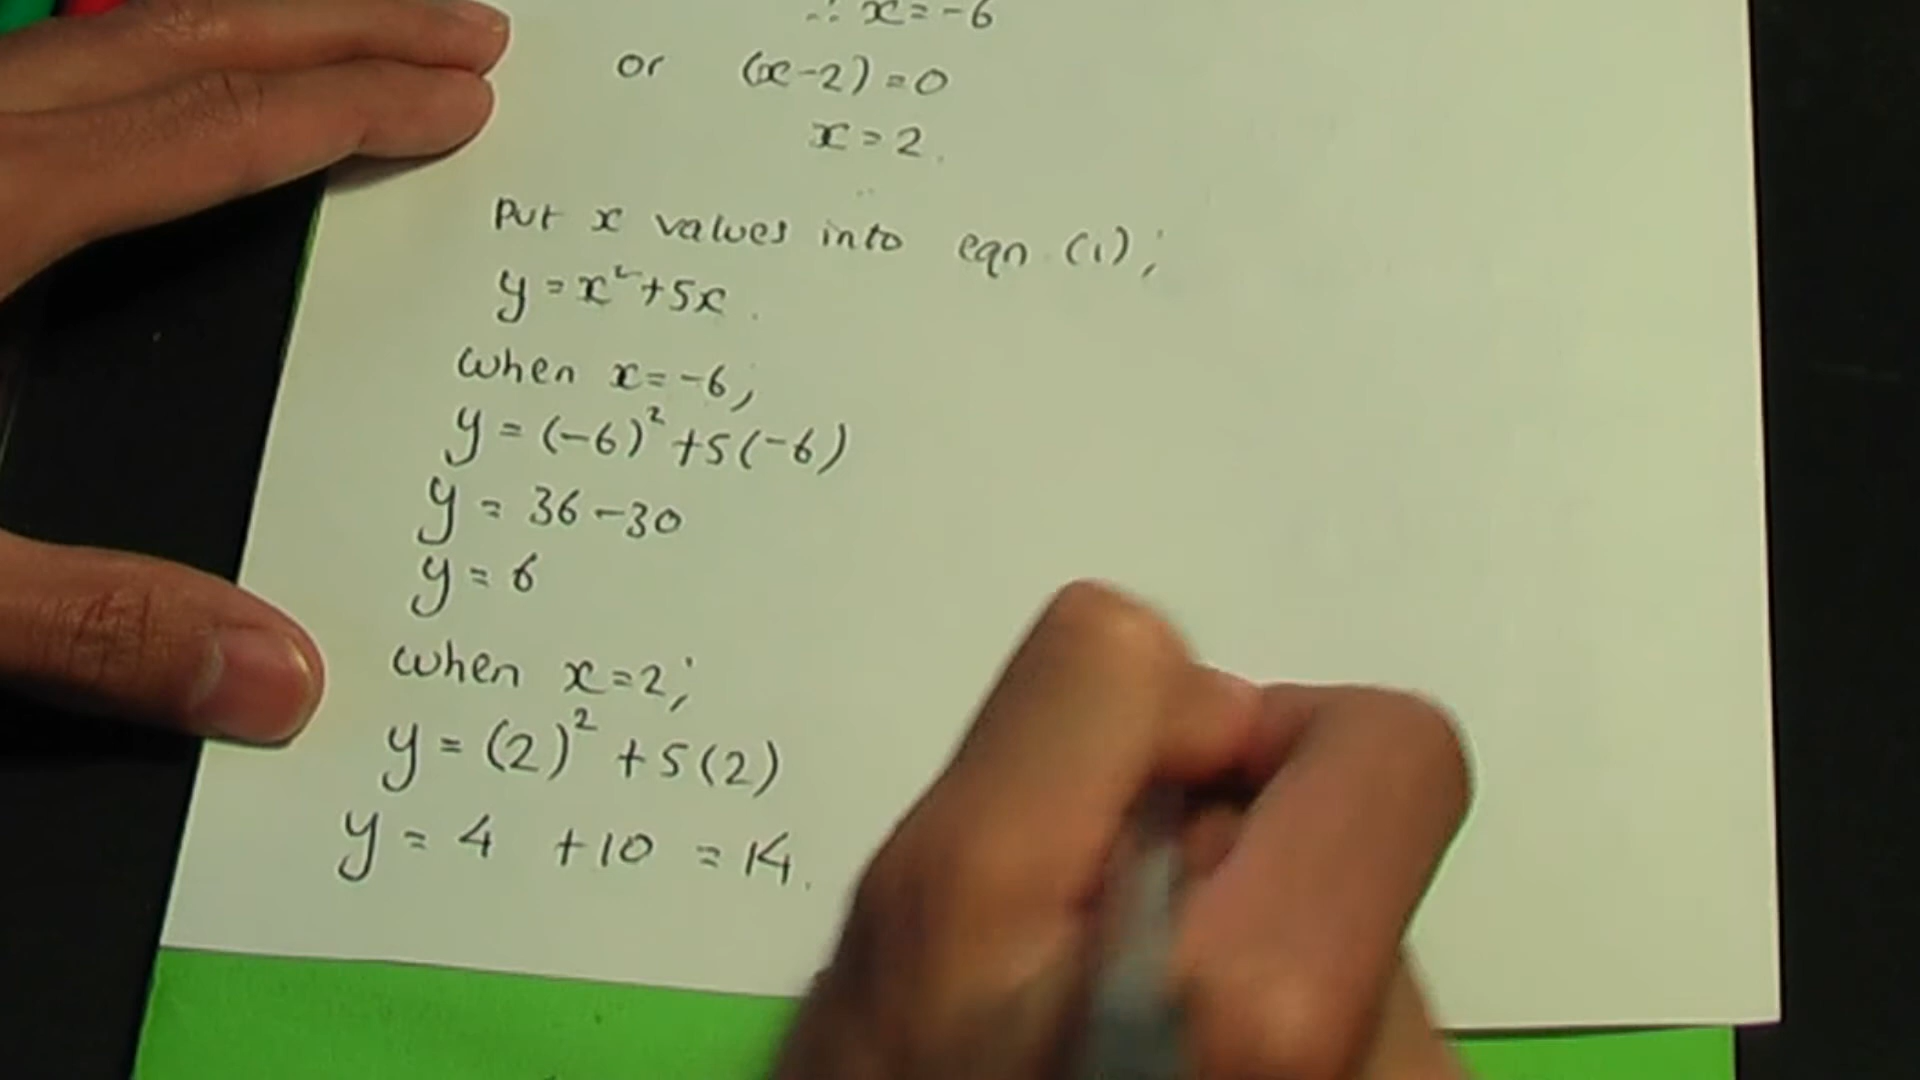 ∴ x = -6
or (x-2) = 0
x = 2.
Put x values into eqn (1);
y = x² + 5x.
when x = -6;
y = (-6)² + 5(-6)
y = 36 - 30
y = 6
when x = 2;
y = (2)² + 5(2)
y = 4 + 10 = 14.